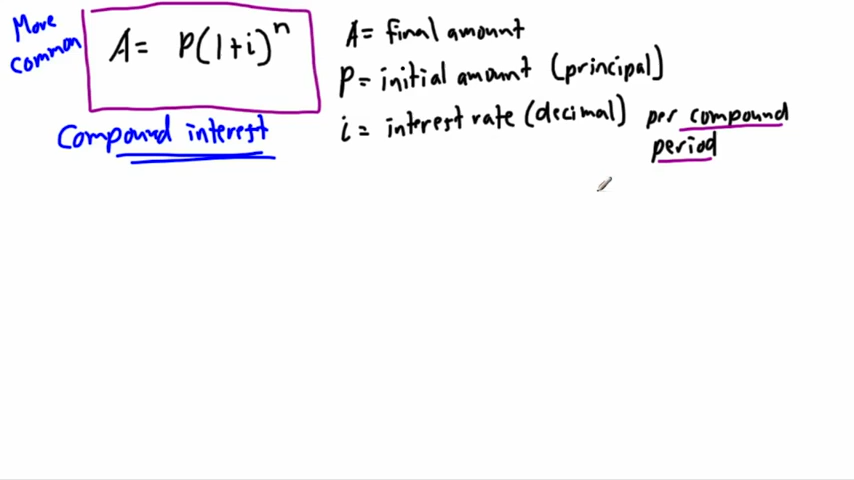 More common
A = P(1+i)^n
Compound interest
A = final amount
P = initial amount (principal)
i = interest rate (decimal) per compound
period